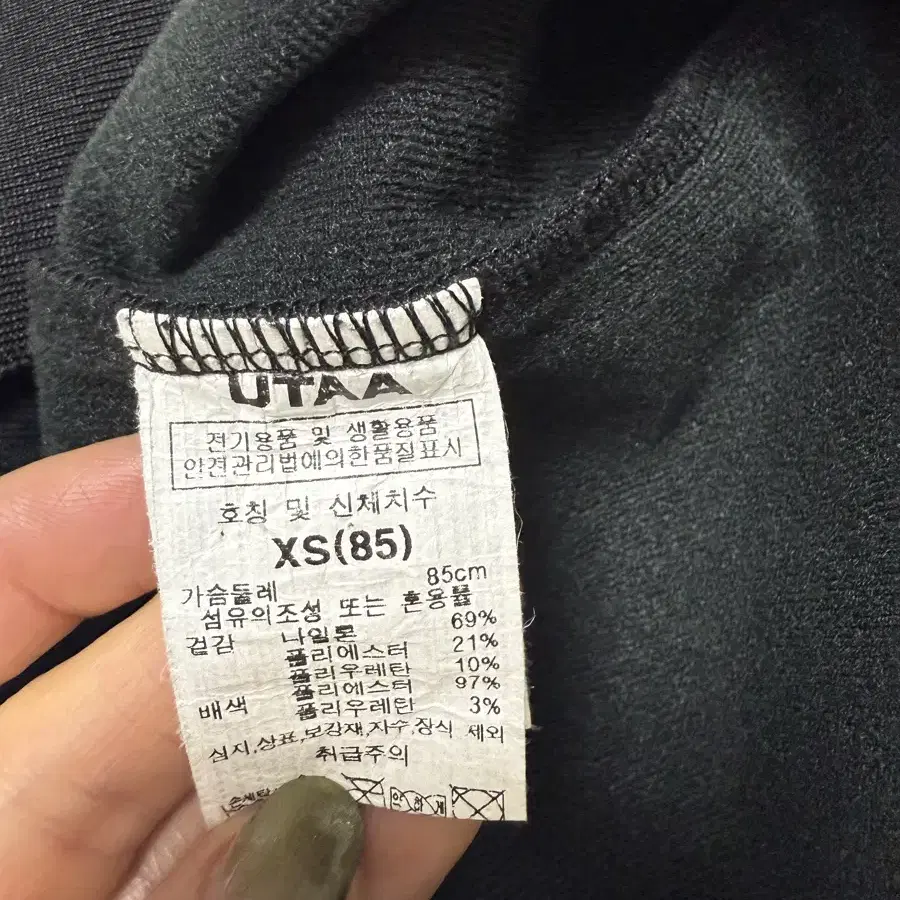 UTAA
전기용품 및 생활용품
안전관리법에의한품질표시
호칭 및 신체치수
XS(85)
가슴둘레 85cm
섬유의조성 또는 혼용률
겉감 나일론 69%
폴리에스터 21%
폴리우레탄 10%
배색 폴리에스터 97%
폴리우레탄 3%
심지,상표,보강재,자수,장식 제외
취급주의
손세탁